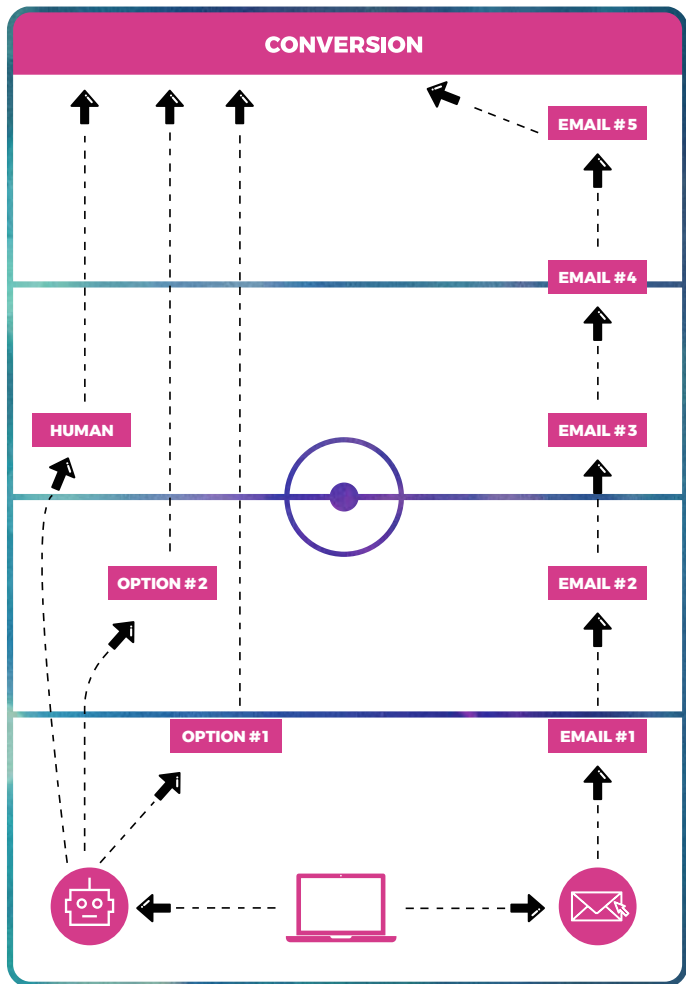 CONVERSION
EMAIL #5
EMAIL #4
HUMAN
EMAIL #3
OPTION #2
EMAIL #2
OPTION #1
EMAIL #1